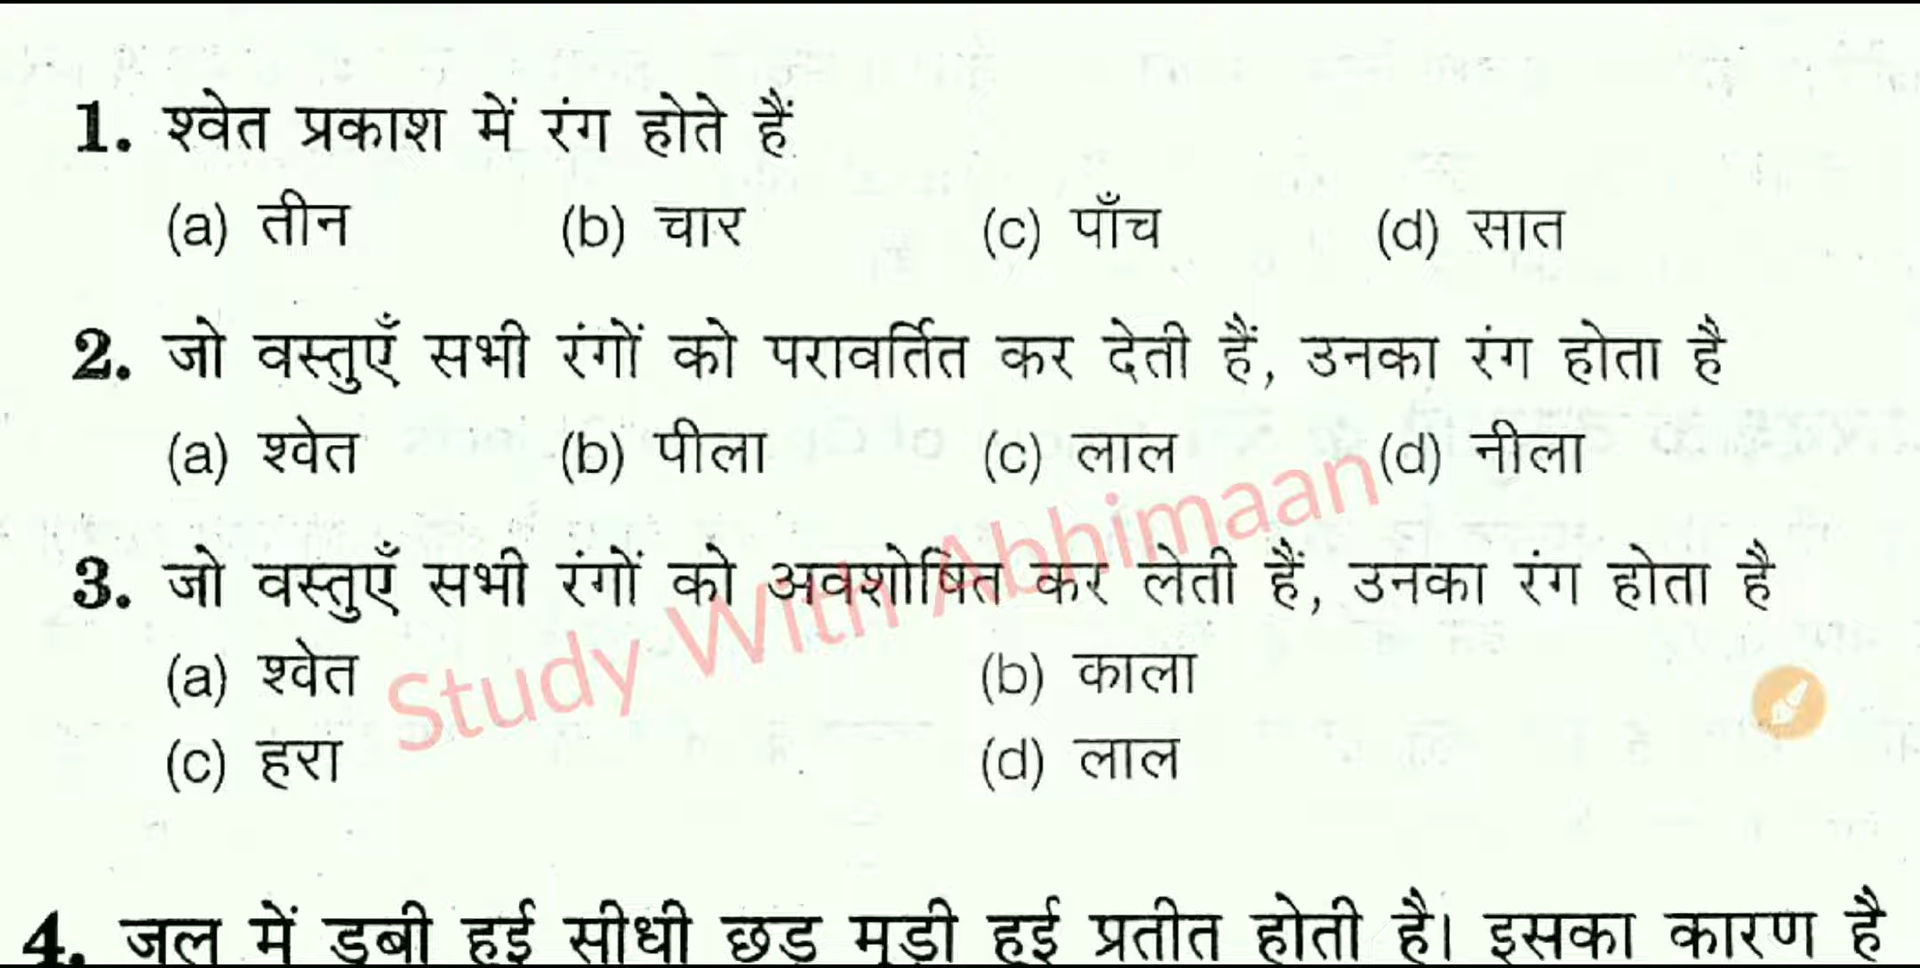 1. श्वेत प्रकाश में रंग होते हैं
(a) तीन (b) चार (c) पाँच (d) सात
2. जो वस्तुएँ सभी रंगों को परावर्तित कर देती हैं, उनका रंग होता है
(a) श्वेत (b) पीला (c) लाल (d) नीला
3. जो वस्तुएँ सभी रंगों को अवशोषित कर लेती हैं, उनका रंग होता है
(a) श्वेत (b) काला
(c) हरा (d) लाल
Study With Abhimaan
4. जल में डूबी हुई सीधी छड़ मुड़ी हुई प्रतीत होती है। इसका कारण है